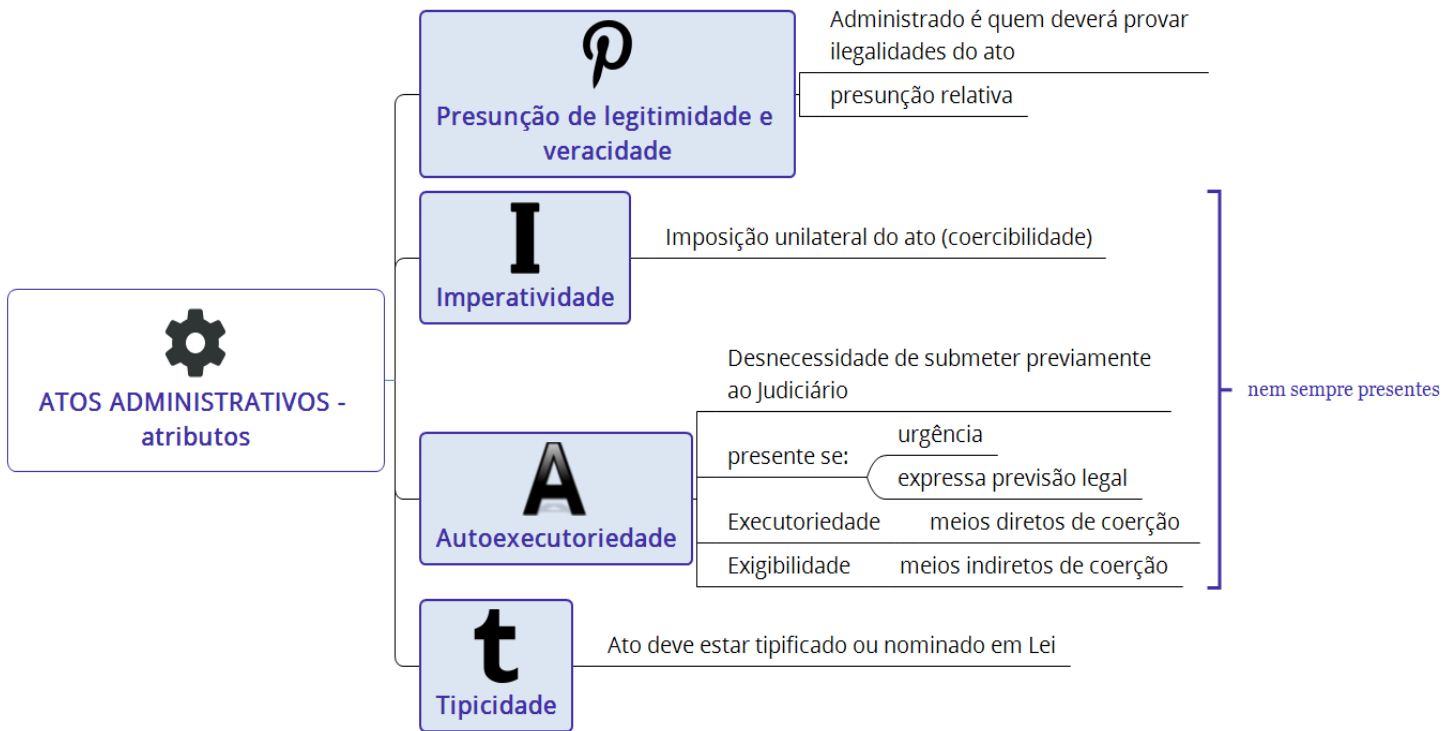 ATOS ADMINISTRATIVOS -
atributos
P
Presunção de legitimidade e
veracidade
Administrado é quem deverá provar
ilegalidades do ato
presunção relativa
I
Imperatividade
Imposição unilateral do ato (coercibilidade)
A
Autoexecutoriedade
Desnecessidade de submeter previamente
ao Judiciário
presente se:
urgência
expressa previsão legal
Executoriedade meios diretos de coerção
Exigibilidade meios indiretos de coerção
nem sempre presentes
t
Tipicidade
Ato deve estar tipificado ou nominado em Lei